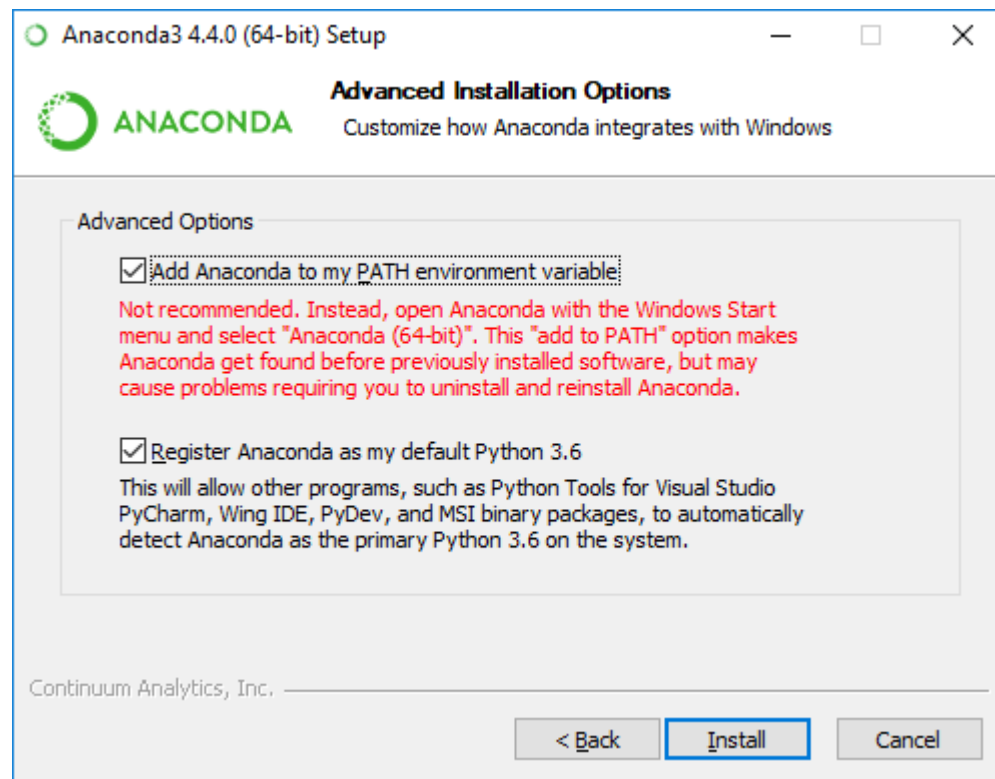 Anaconda3 4.4.0 (64-bit) Setup
ANACONDA
Advanced Installation Options
Customize how Anaconda integrates with Windows
Advanced Options
Add Anaconda to my PATH environment variable
Not recommended. Instead, open Anaconda with the Windows Start
menu and select "Anaconda (64-bit)". This "add to PATH" option makes
Anaconda get found before previously installed software, but may
cause problems requiring you to uninstall and reinstall Anaconda.
Register Anaconda as my default Python 3.6
This will allow other programs, such as Python Tools for Visual Studio
PyCharm, Wing IDE, PyDev, and MSI binary packages, to automatically
detect Anaconda as the primary Python 3.6 on the system.
Continuum Analytics, Inc.
< Back
Install
Cancel